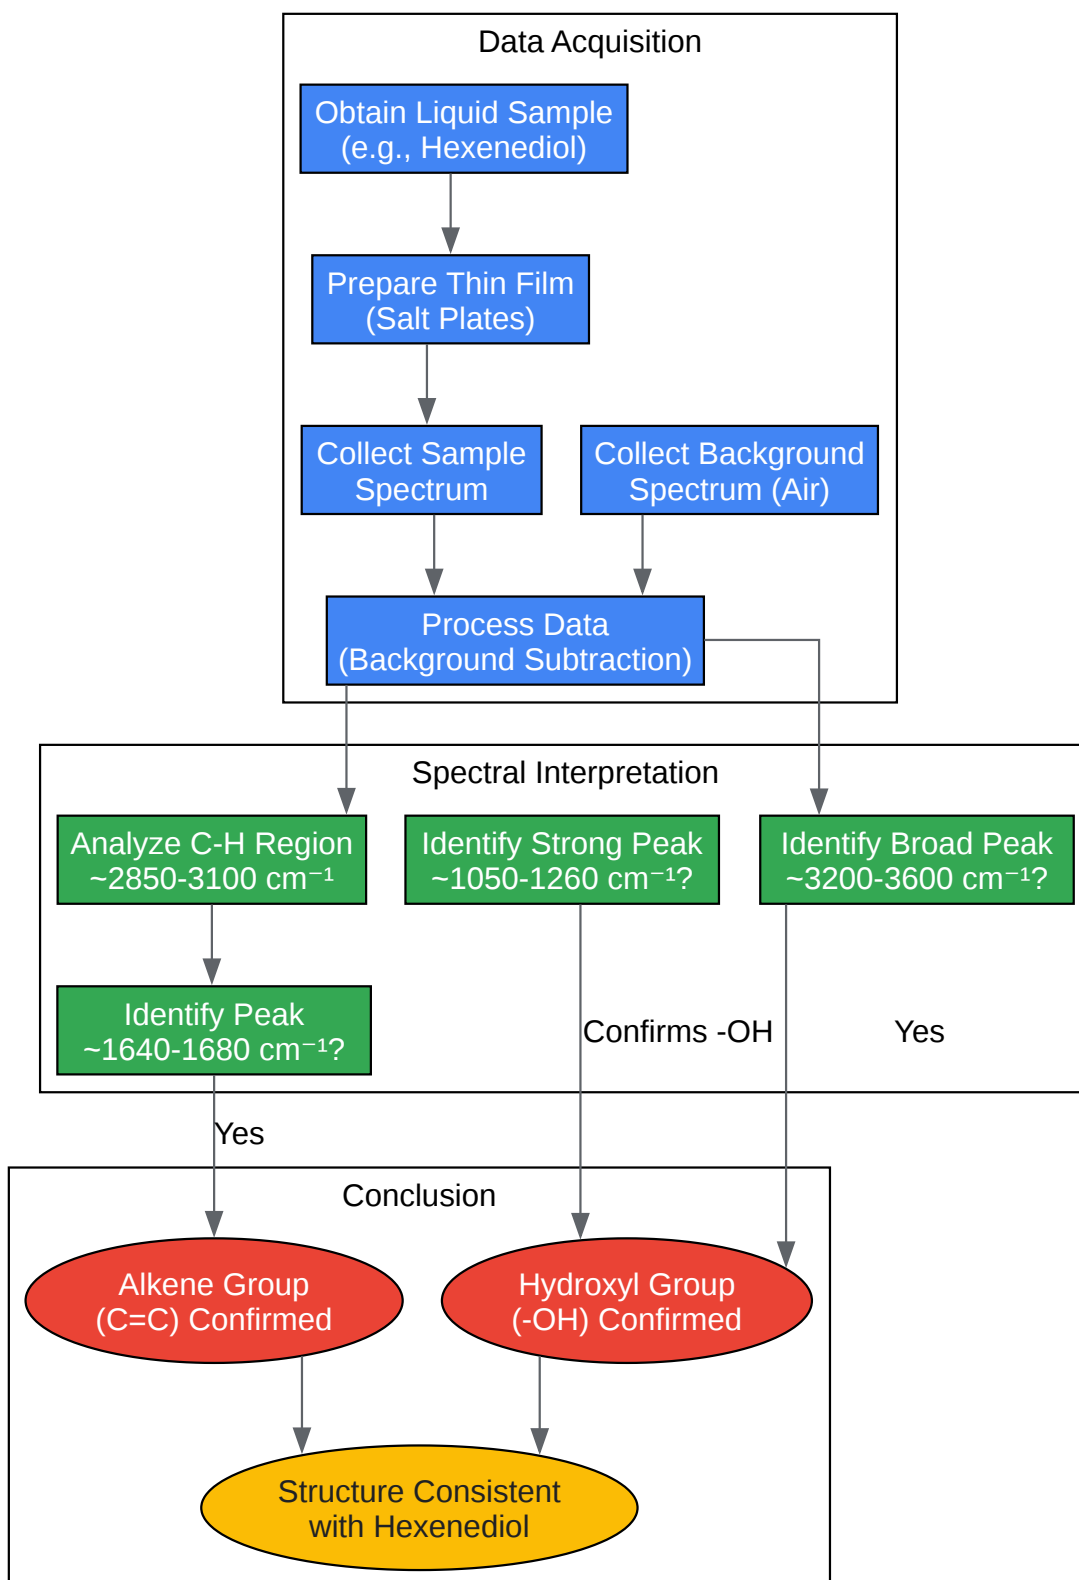 Data Acquisition
Obtain Liquid Sample
(e.g., Hexenediol)
Prepare Thin Film
(Salt Plates)
Collect Sample
Spectrum
Collect Background
Spectrum (Air)
Process Data
(Background Subtraction)
Spectral Interpretation
Analyze C-H Region
~2850-3100 cm⁻¹
Identify Strong Peak
~1050-1260 cm⁻¹?
Identify Broad Peak
~3200-3600 cm⁻¹?
Identify Peak
~1640-1680 cm⁻¹?
Confirms -OH
Yes
Yes
Conclusion
Alkene Group
(C=C) Confirmed
Hydroxyl Group
(-OH) Confirmed
Structure Consistent
with Hexenediol